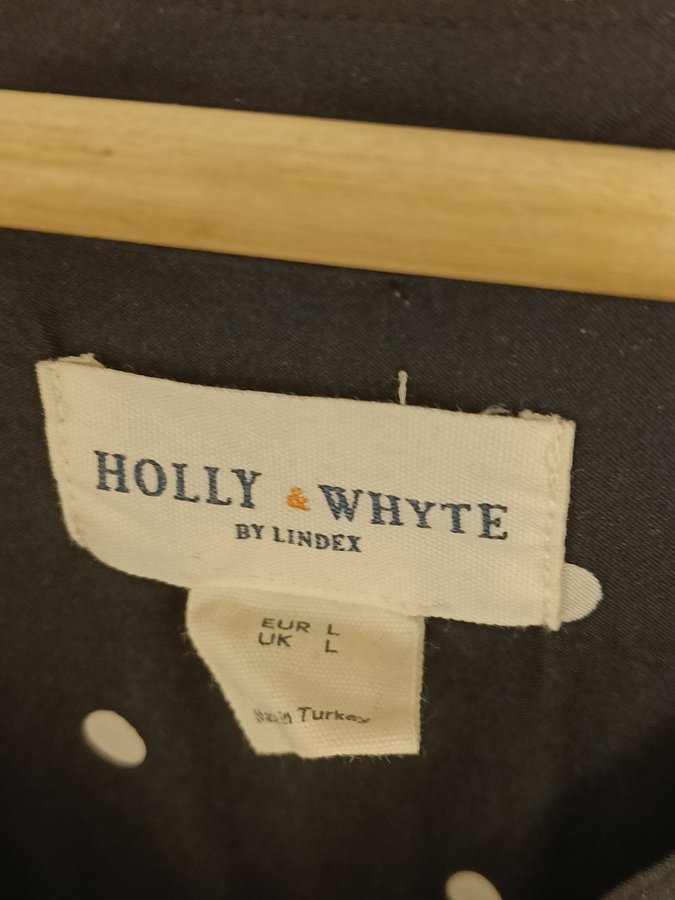 HOLLY & WHYTE
BY LINDEX
EUR L
UK L
Made in Turkey